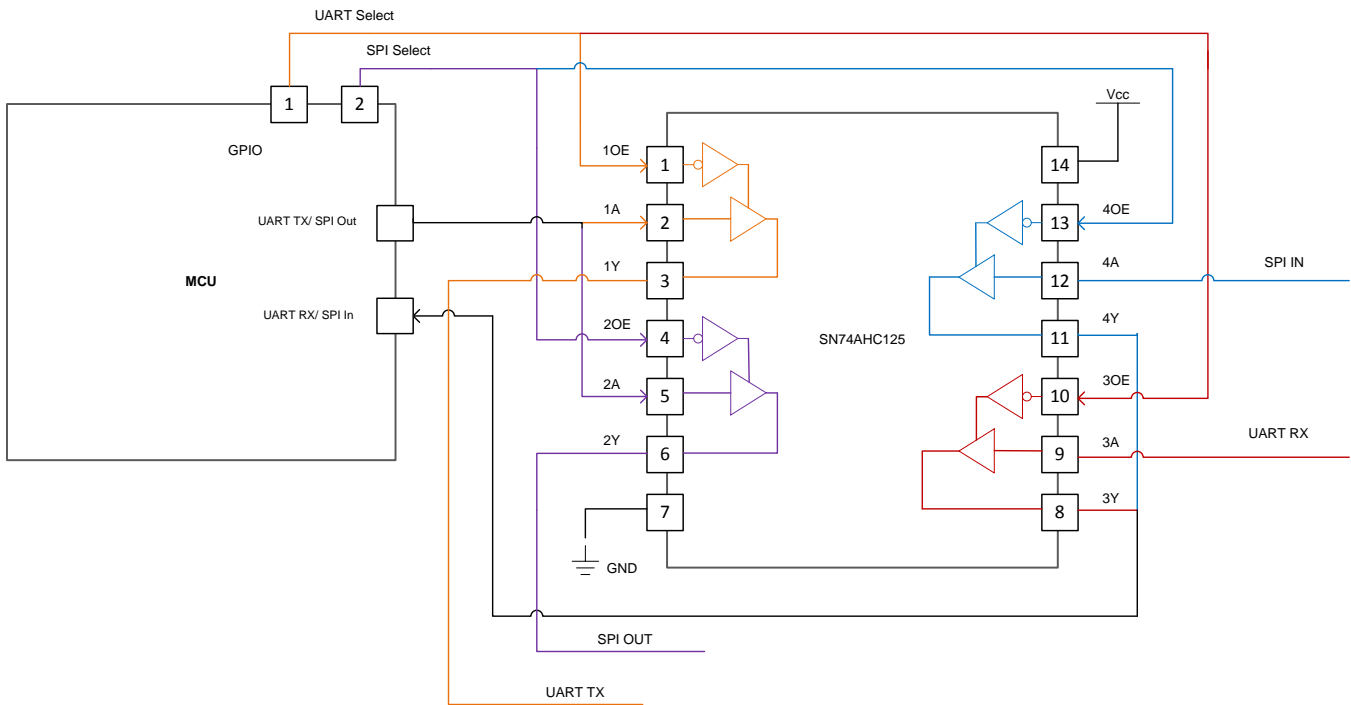 UART Select
SPI Select
1
2
GPIO
UART TX/ SPI Out
MCU
UART RX/ SPI In
Vcc
1OE
1
1A
2
1Y
3
2OE
4
2A
5
2Y
6
7
GND
SN74AHC125
14
13
4OE
12
4A
11
4Y
10
3OE
9
3A
8
3Y
SPI IN
UART RX
SPI OUT
UART TX